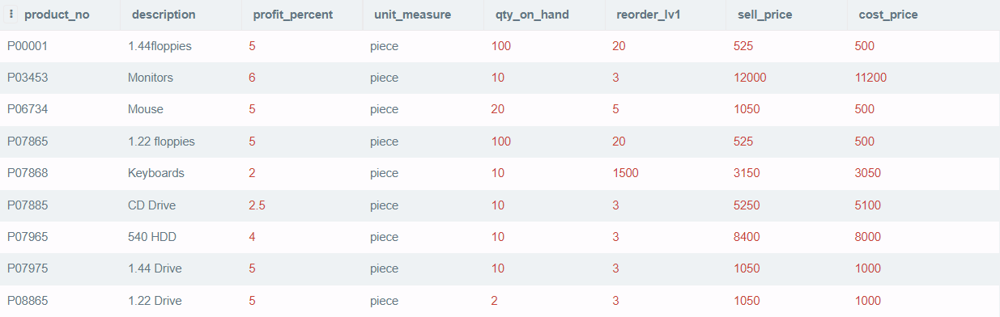 product_no description profit_percent unit_measure qty_on_hand reorder_lv1 sell_price cost_price
P00001 1.44floppies 5 piece 100 20 525 500
P03453 Monitors 6 piece 10 3 12000 11200
P06734 Mouse 5 piece 20 5 1050 500
P07865 1.22 floppies 5 piece 100 20 525 500
P07868 Keyboards 2 piece 10 1500 3150 3050
P07885 CD Drive 2.5 piece 10 3 5250 5100
P07965 540 HDD 4 piece 10 3 8400 8000
P07975 1.44 Drive 5 piece 10 3 1050 1000
P08865 1.22 Drive 5 piece 2 3 1050 1000